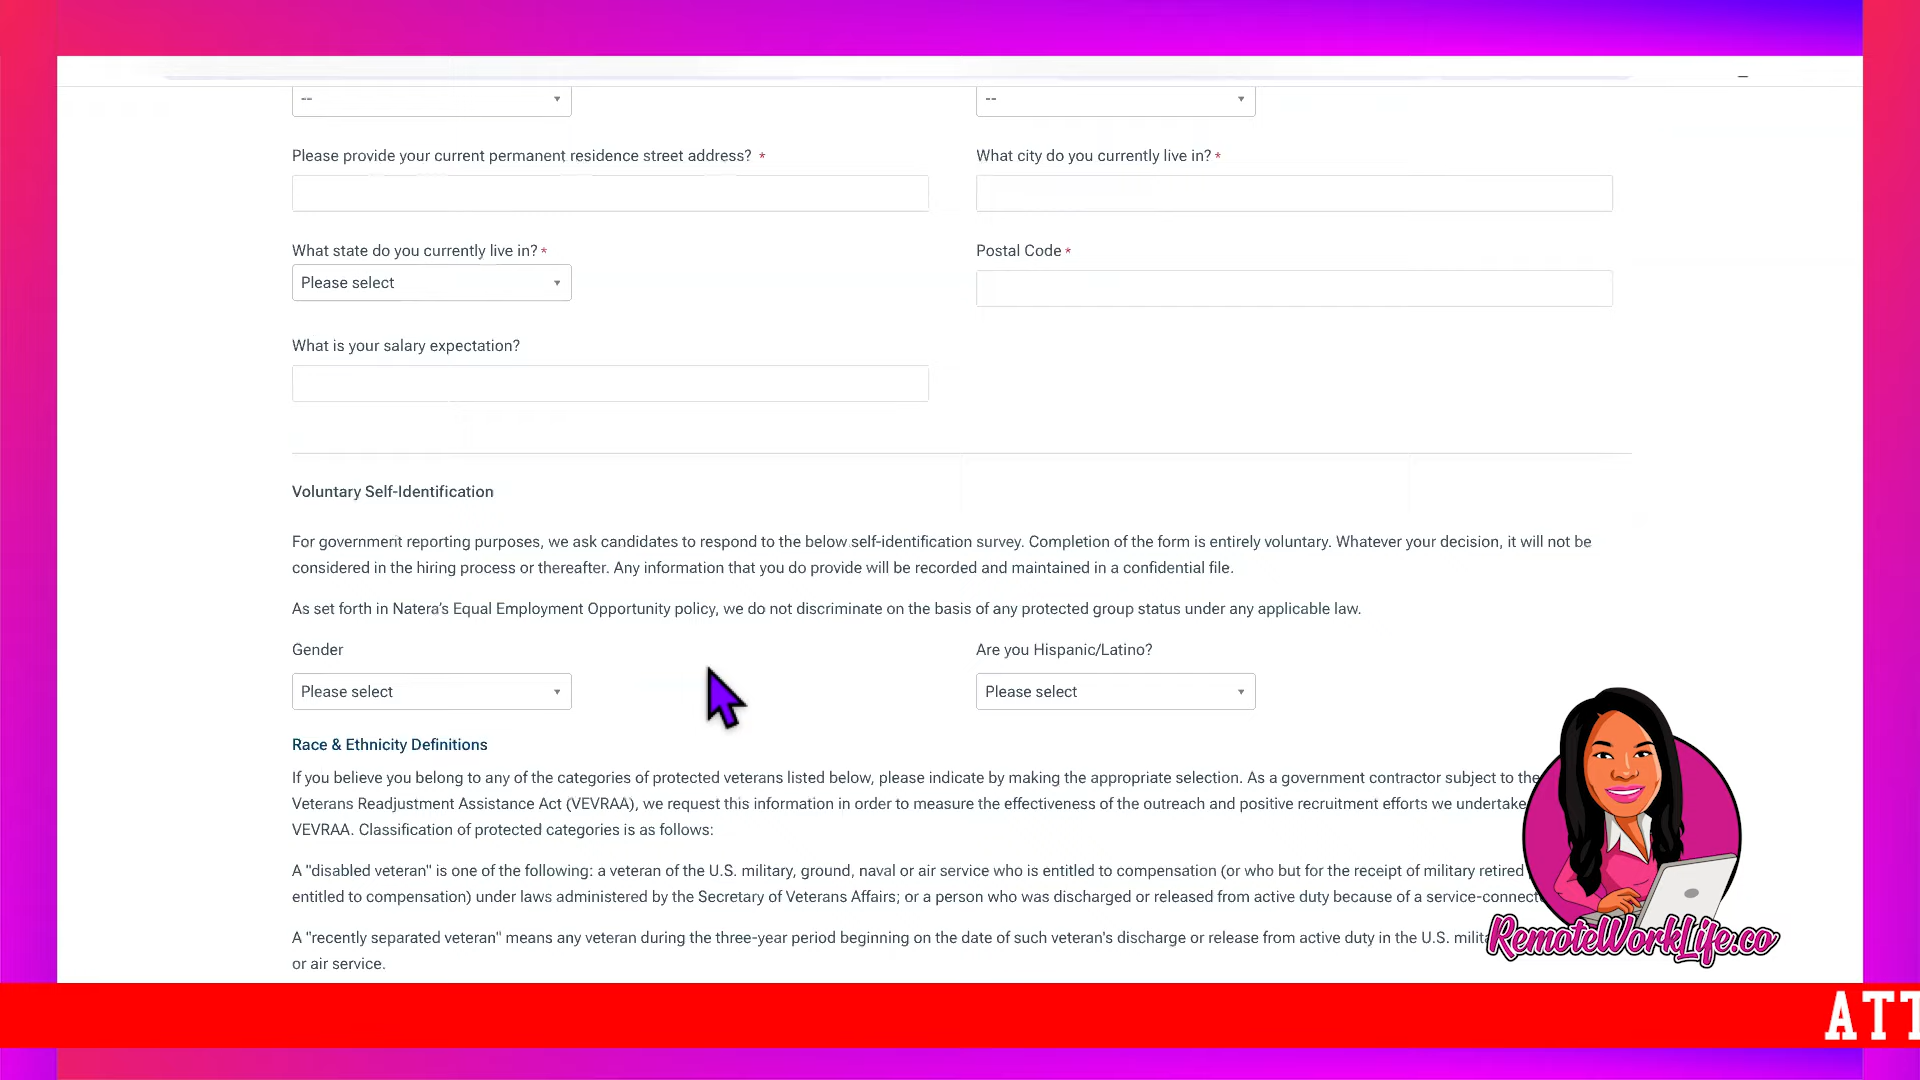 --
--
Please provide your current permanent residence street address? *
What city do you currently live in? *
What state do you currently live in? *
Please select
Postal Code *
What is your salary expectation?
Voluntary Self-Identification
For government reporting purposes, we ask candidates to respond to the below self-identification survey. Completion of the form is entirely voluntary. Whatever your decision, it will not be
considered in the hiring process or thereafter. Any information that you do provide will be recorded and maintained in a confidential file.
As set forth in Natera's Equal Employment Opportunity policy, we do not discriminate on the basis of any protected group status under any applicable law.
Gender
Are you Hispanic/Latino?
Please select
Please select
Race & Ethnicity Definitions
If you believe you belong to any of the categories of protected veterans listed below, please indicate by making the appropriate selection. As a government contractor subject to the
Veterans Readjustment Assistance Act (VEVRAA), we request this information in order to measure the effectiveness of the outreach and positive recruitment efforts we undertake
VEVRAA. Classification of protected categories is as follows:
A "disabled veteran" is one of the following: a veteran of the U.S. military, ground, naval or air service who is entitled to compensation (or who but for the receipt of military retired
entitled to compensation) under laws administered by the Secretary of Veterans Affairs; or a person who was discharged or released from active duty because of a
A "recently separated veteran" means any veteran during the three-year period beginning on the date of such veteran's discharge or release from active duty in the U.S.
or air service.
RemoteWorkLife.co